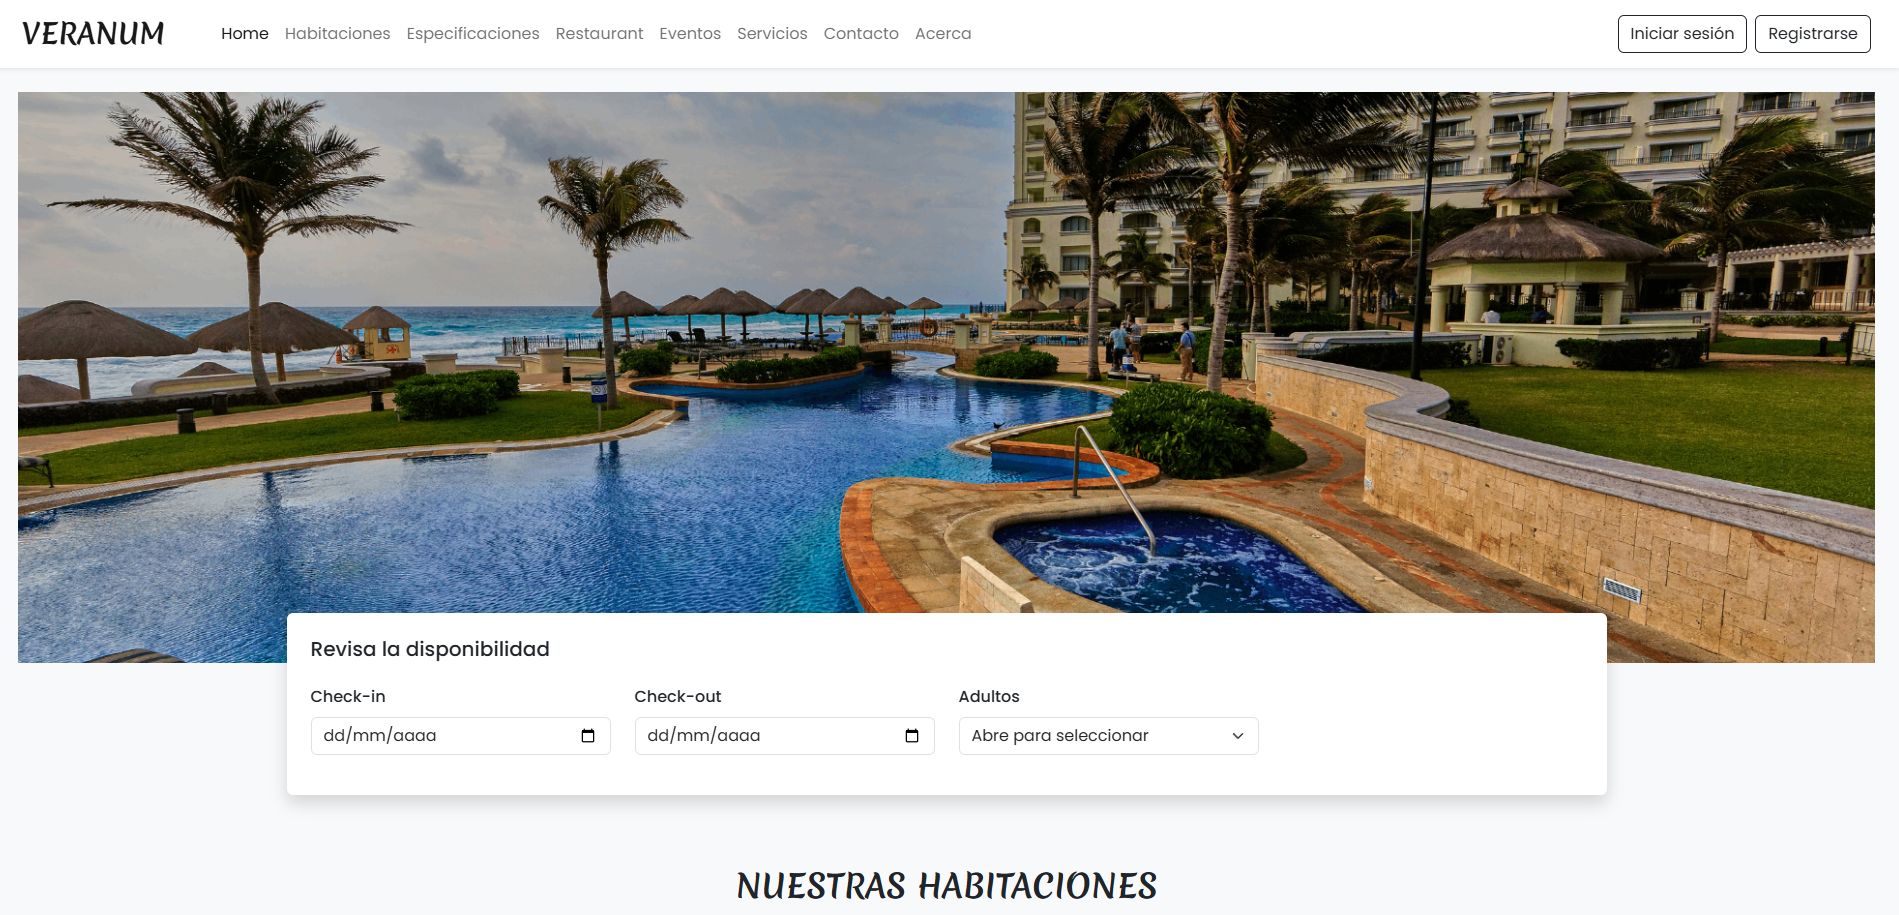 VERANUM
Home Habitaciones Especificaciones Restaurant Eventos Servicios Contacto Acerca
Iniciar sesión Registrarse
Revisa la disponibilidad
Check-in Check-out Adultos
dd/mm/aaaa dd/mm/aaaa Abre para seleccionar
NUESTRAS HABITACIONES